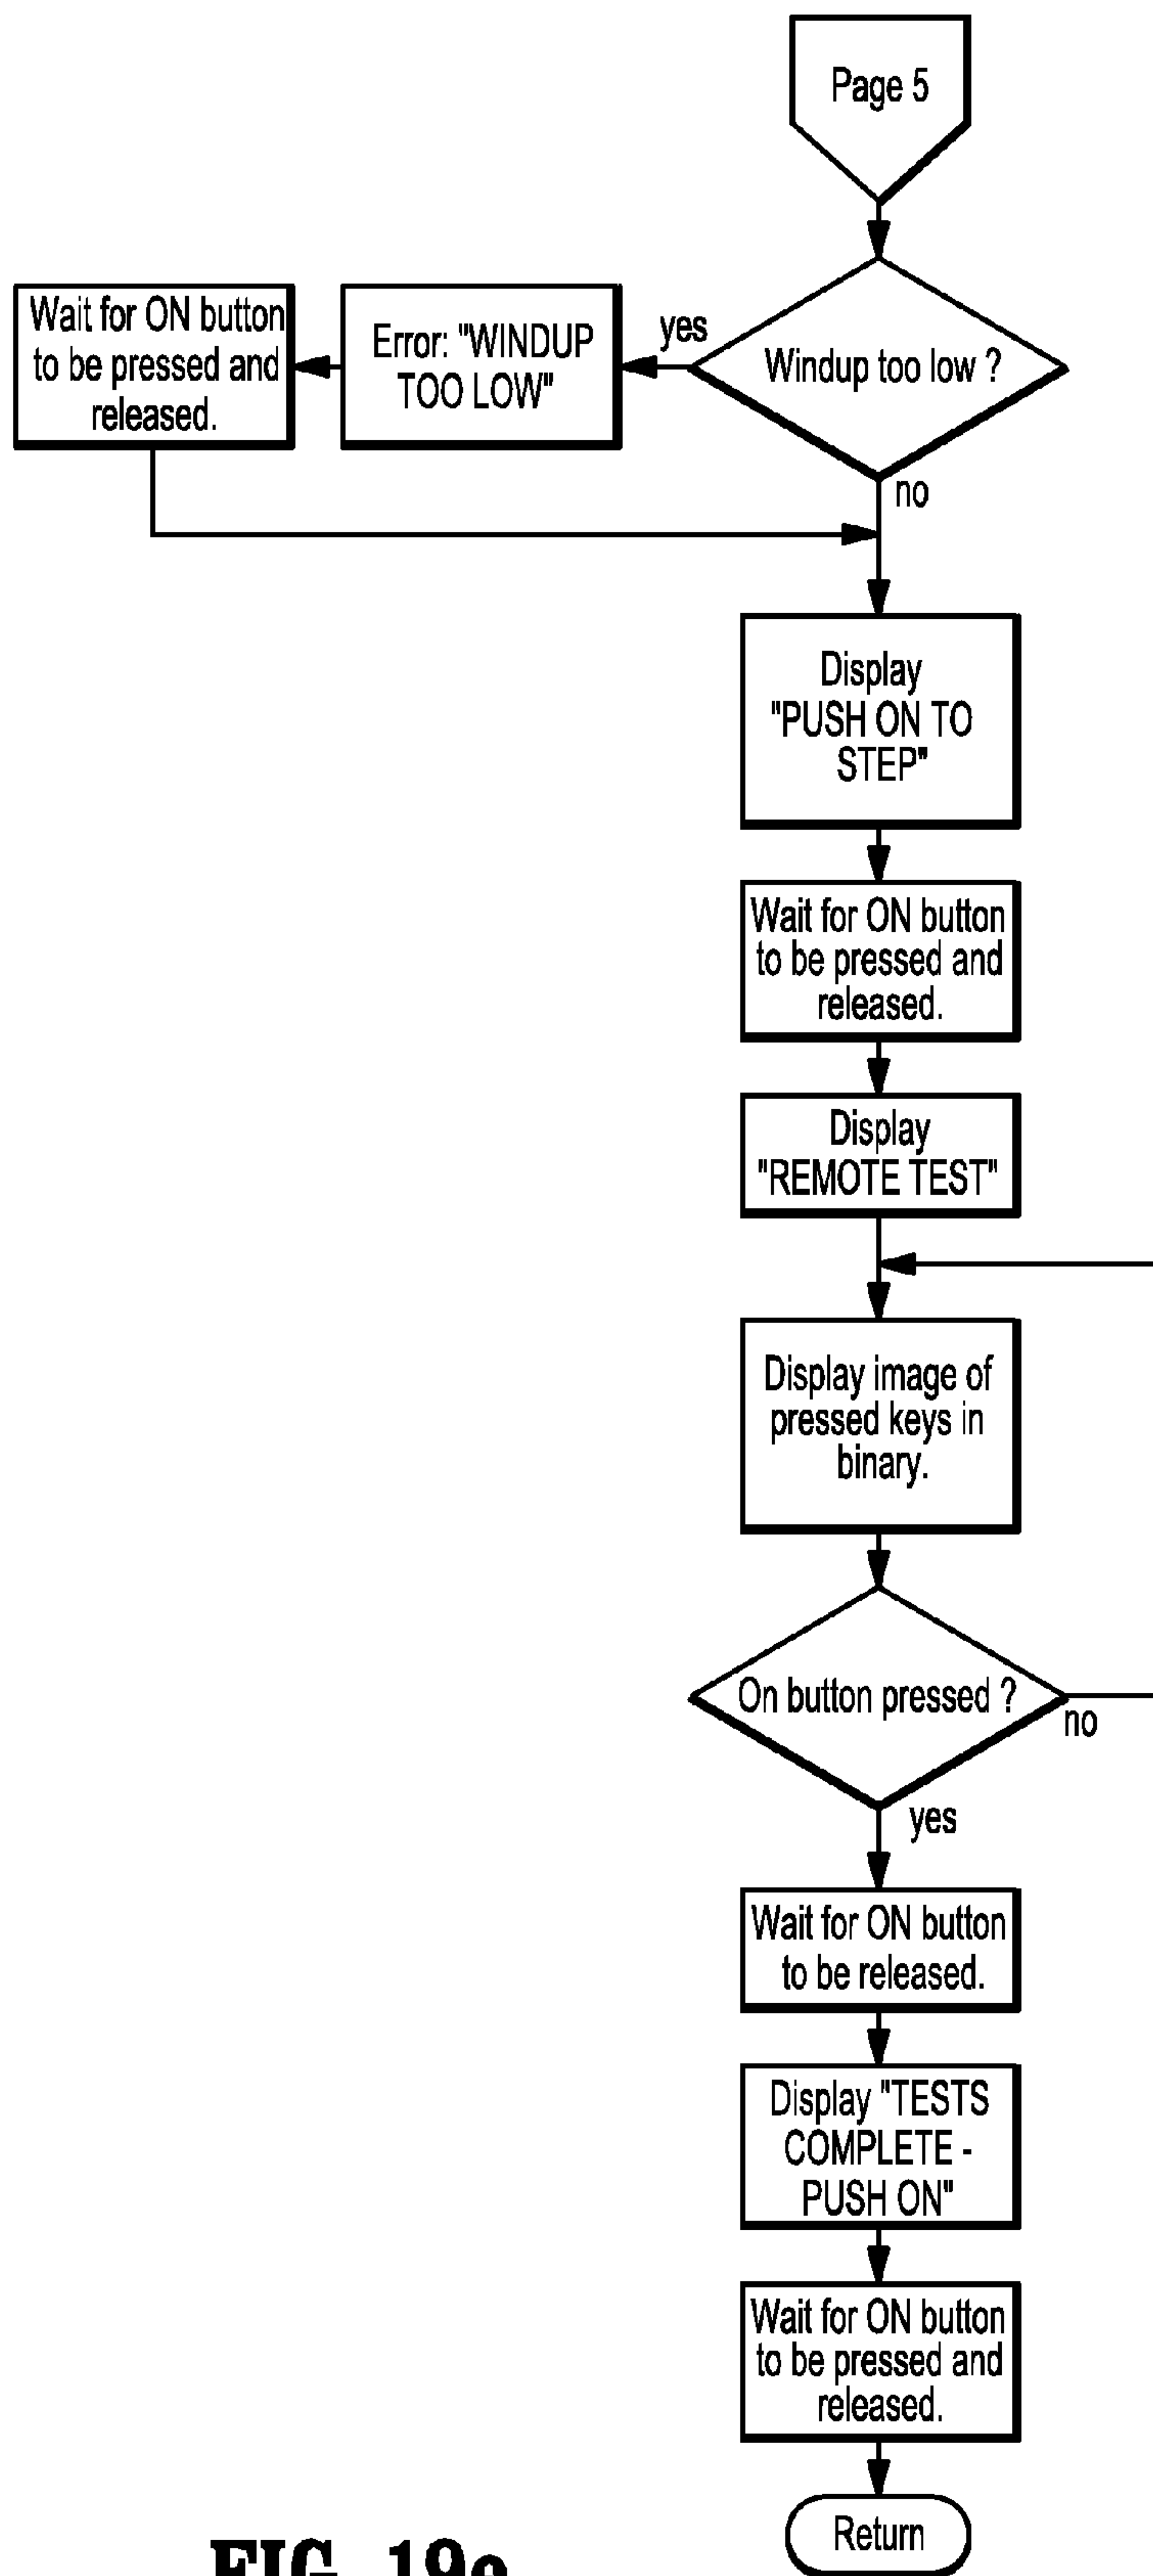 Page 5
Windup too low ?
yes
Error: "WINDUP
TOO LOW"
Wait for ON button
to be pressed and
released.
no
Display
"PUSH ON TO
STEP"
Wait for ON button
to be pressed and
released.
Display
"REMOTE TEST"
Display image of
pressed keys in
binary.
On button pressed ?
no
yes
Wait for ON button
to be released.
Display "TESTS
COMPLETE -
PUSH ON"
Wait for ON button
to be pressed and
released.
Return